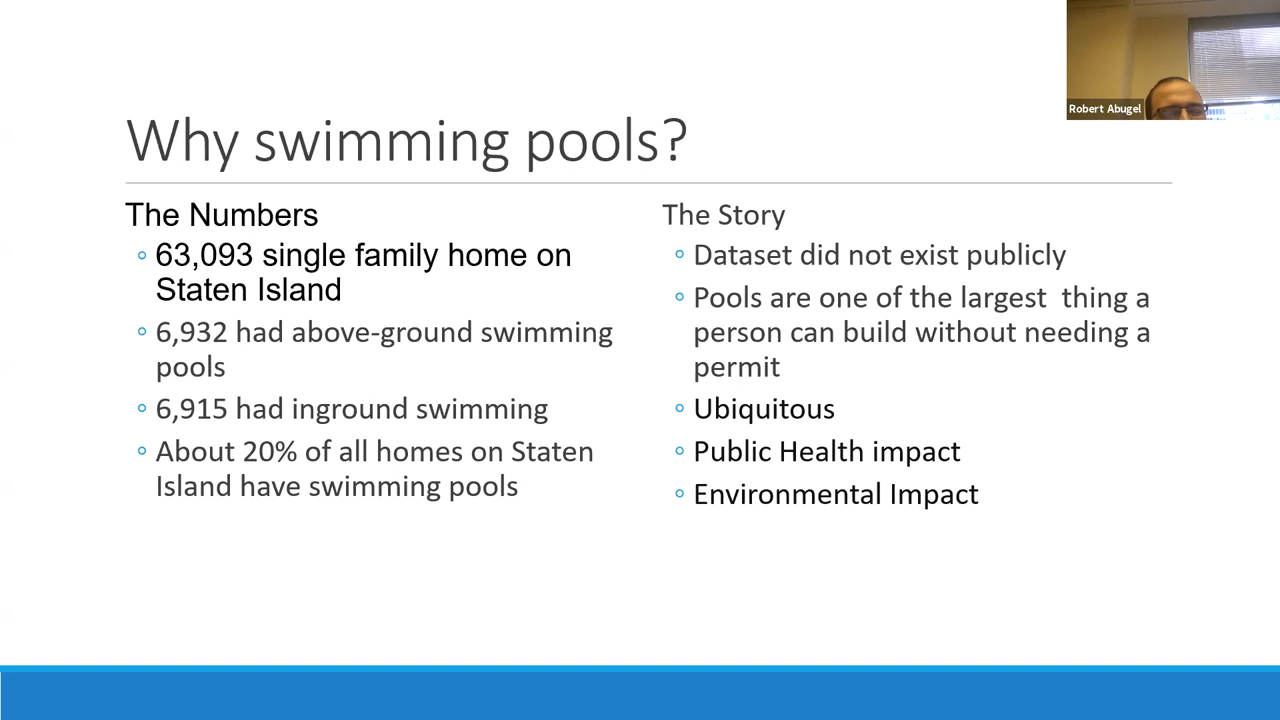 Robert Abugel
Why swimming pools?
The Numbers
63,093 single family home on
Staten Island
6,932 had above-ground swimming
pools
6,915 had inground swimming
About 20% of all homes on Staten
Island have swimming pools
The Story
Dataset did not exist publicly
Pools are one of the largest  thing a
person can build without needing a
permit
Ubiquitous
Public Health impact
Environmental Impact